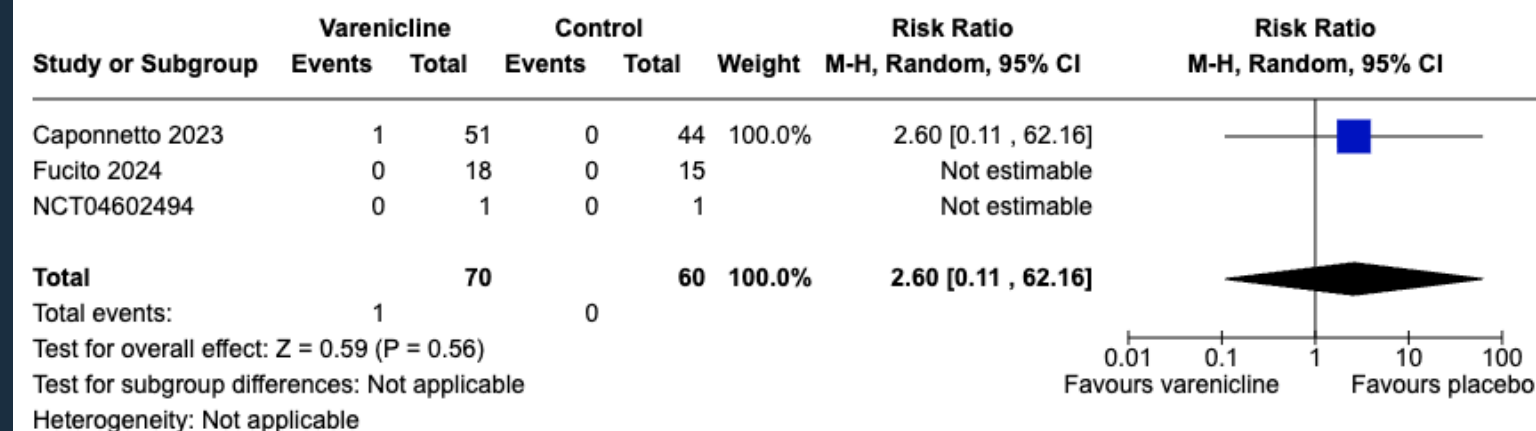 Varenicline Control Risk Ratio Risk Ratio
Study or Subgroup Events Total Events Total Weight M-H, Random, 95% CI M-H, Random, 95% CI
Caponnetto 2023 1 51 0 44 100.0% 2.60 [0.11 , 62.16]
Fucito 2024 0 18 0 15 Not estimable
NCT04602494 0 1 0 1 Not estimable
Total 70 60 100.0% 2.60 [0.11 , 62.16]
Total events: 1 0
Test for overall effect: Z = 0.59 (P = 0.56)
0.01 0.1 1 10 100
Test for subgroup differences: Not applicable Favours varenicline Favours placebo
Heterogeneity: Not applicable